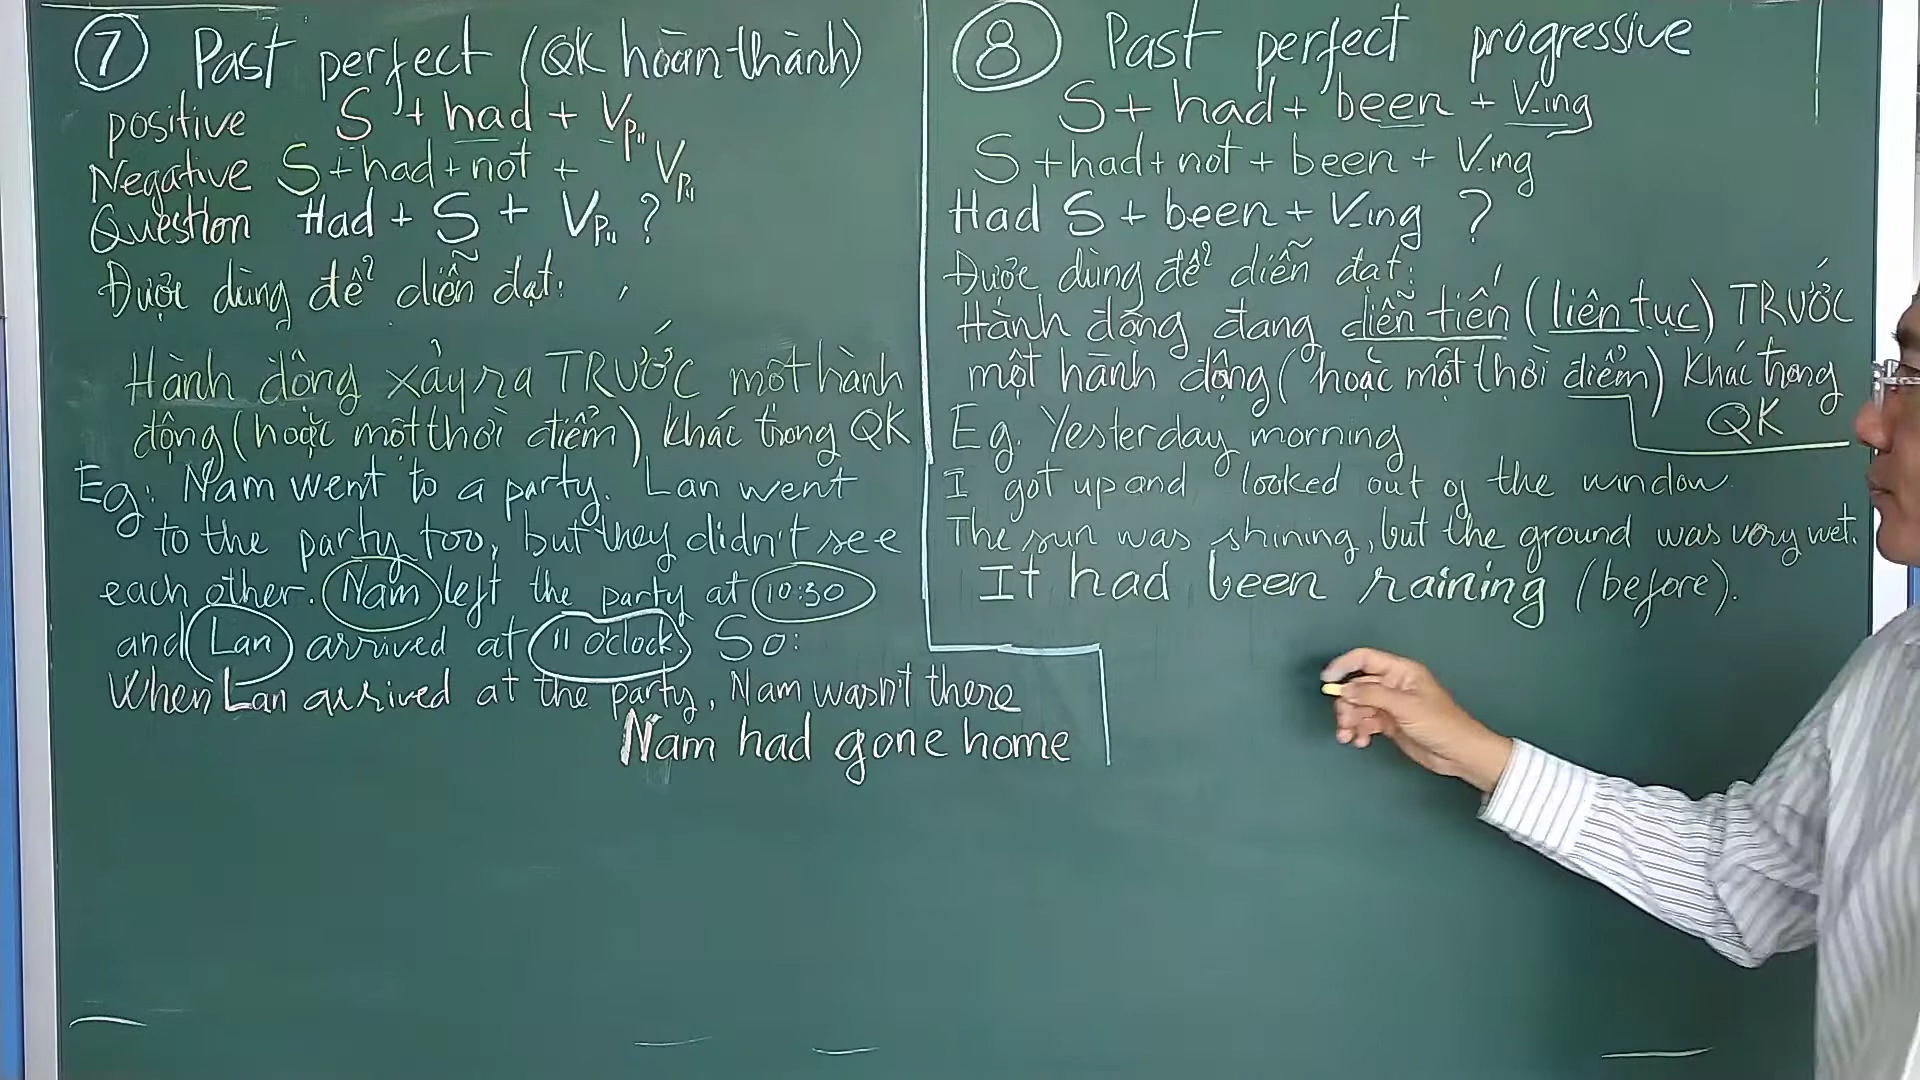 7 Past perfect (QK hoàn thành)
positive S + had + Vpıı
Negative S + had + not + Vpıı
Question Had + S + Vpıı ?
Được dùng để diễn đạt:
Hành động xảy ra TRƯỚC một hành
động (hoặc một thời điểm) khác trong QK
Eg: Nam went to a party. Lan went
to the party too, but they didn't see
each other. Nam left the party at 10:30
and Lan arrived at 11 o'clock. So:
When Lan arrived at the party, Nam wasn't there
Nam had gone home
8 Past perfect progressive
S + had + been + V-ing
S + had + not + been + V-ing
Had S + been + V-ing ?
Được dùng để diễn đạt:
Hành động đang diễn tiến (liên tục) TRƯỚC
một hành động (hoặc một thời điểm) khác trong
QK
Eg. Yesterday morning
I got up and looked out of the window.
The sun was shining, but the ground was very wet.
It had been raining (before).